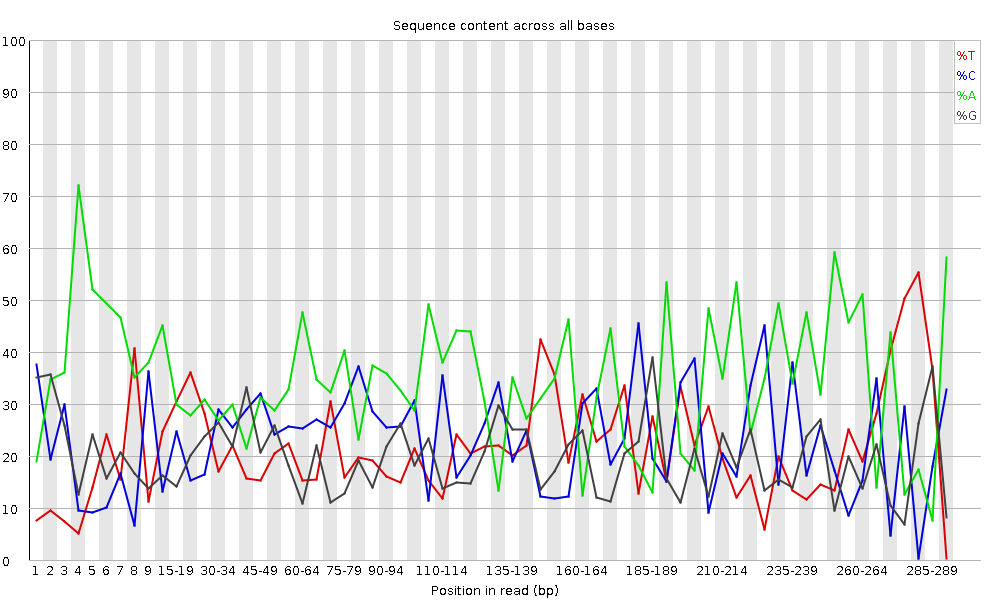 Sequence content across all bases
100
90
80
70
60
50
40
30
20
10
0
%T
%C
%A
%G
1 2 3 4 5 6 7 8 9 15-19 30-34 45-49 60-64 75-79 90-94 110-114 135-139 160-164 185-189 210-214 235-239 260-264 285-289
Position in read (bp)